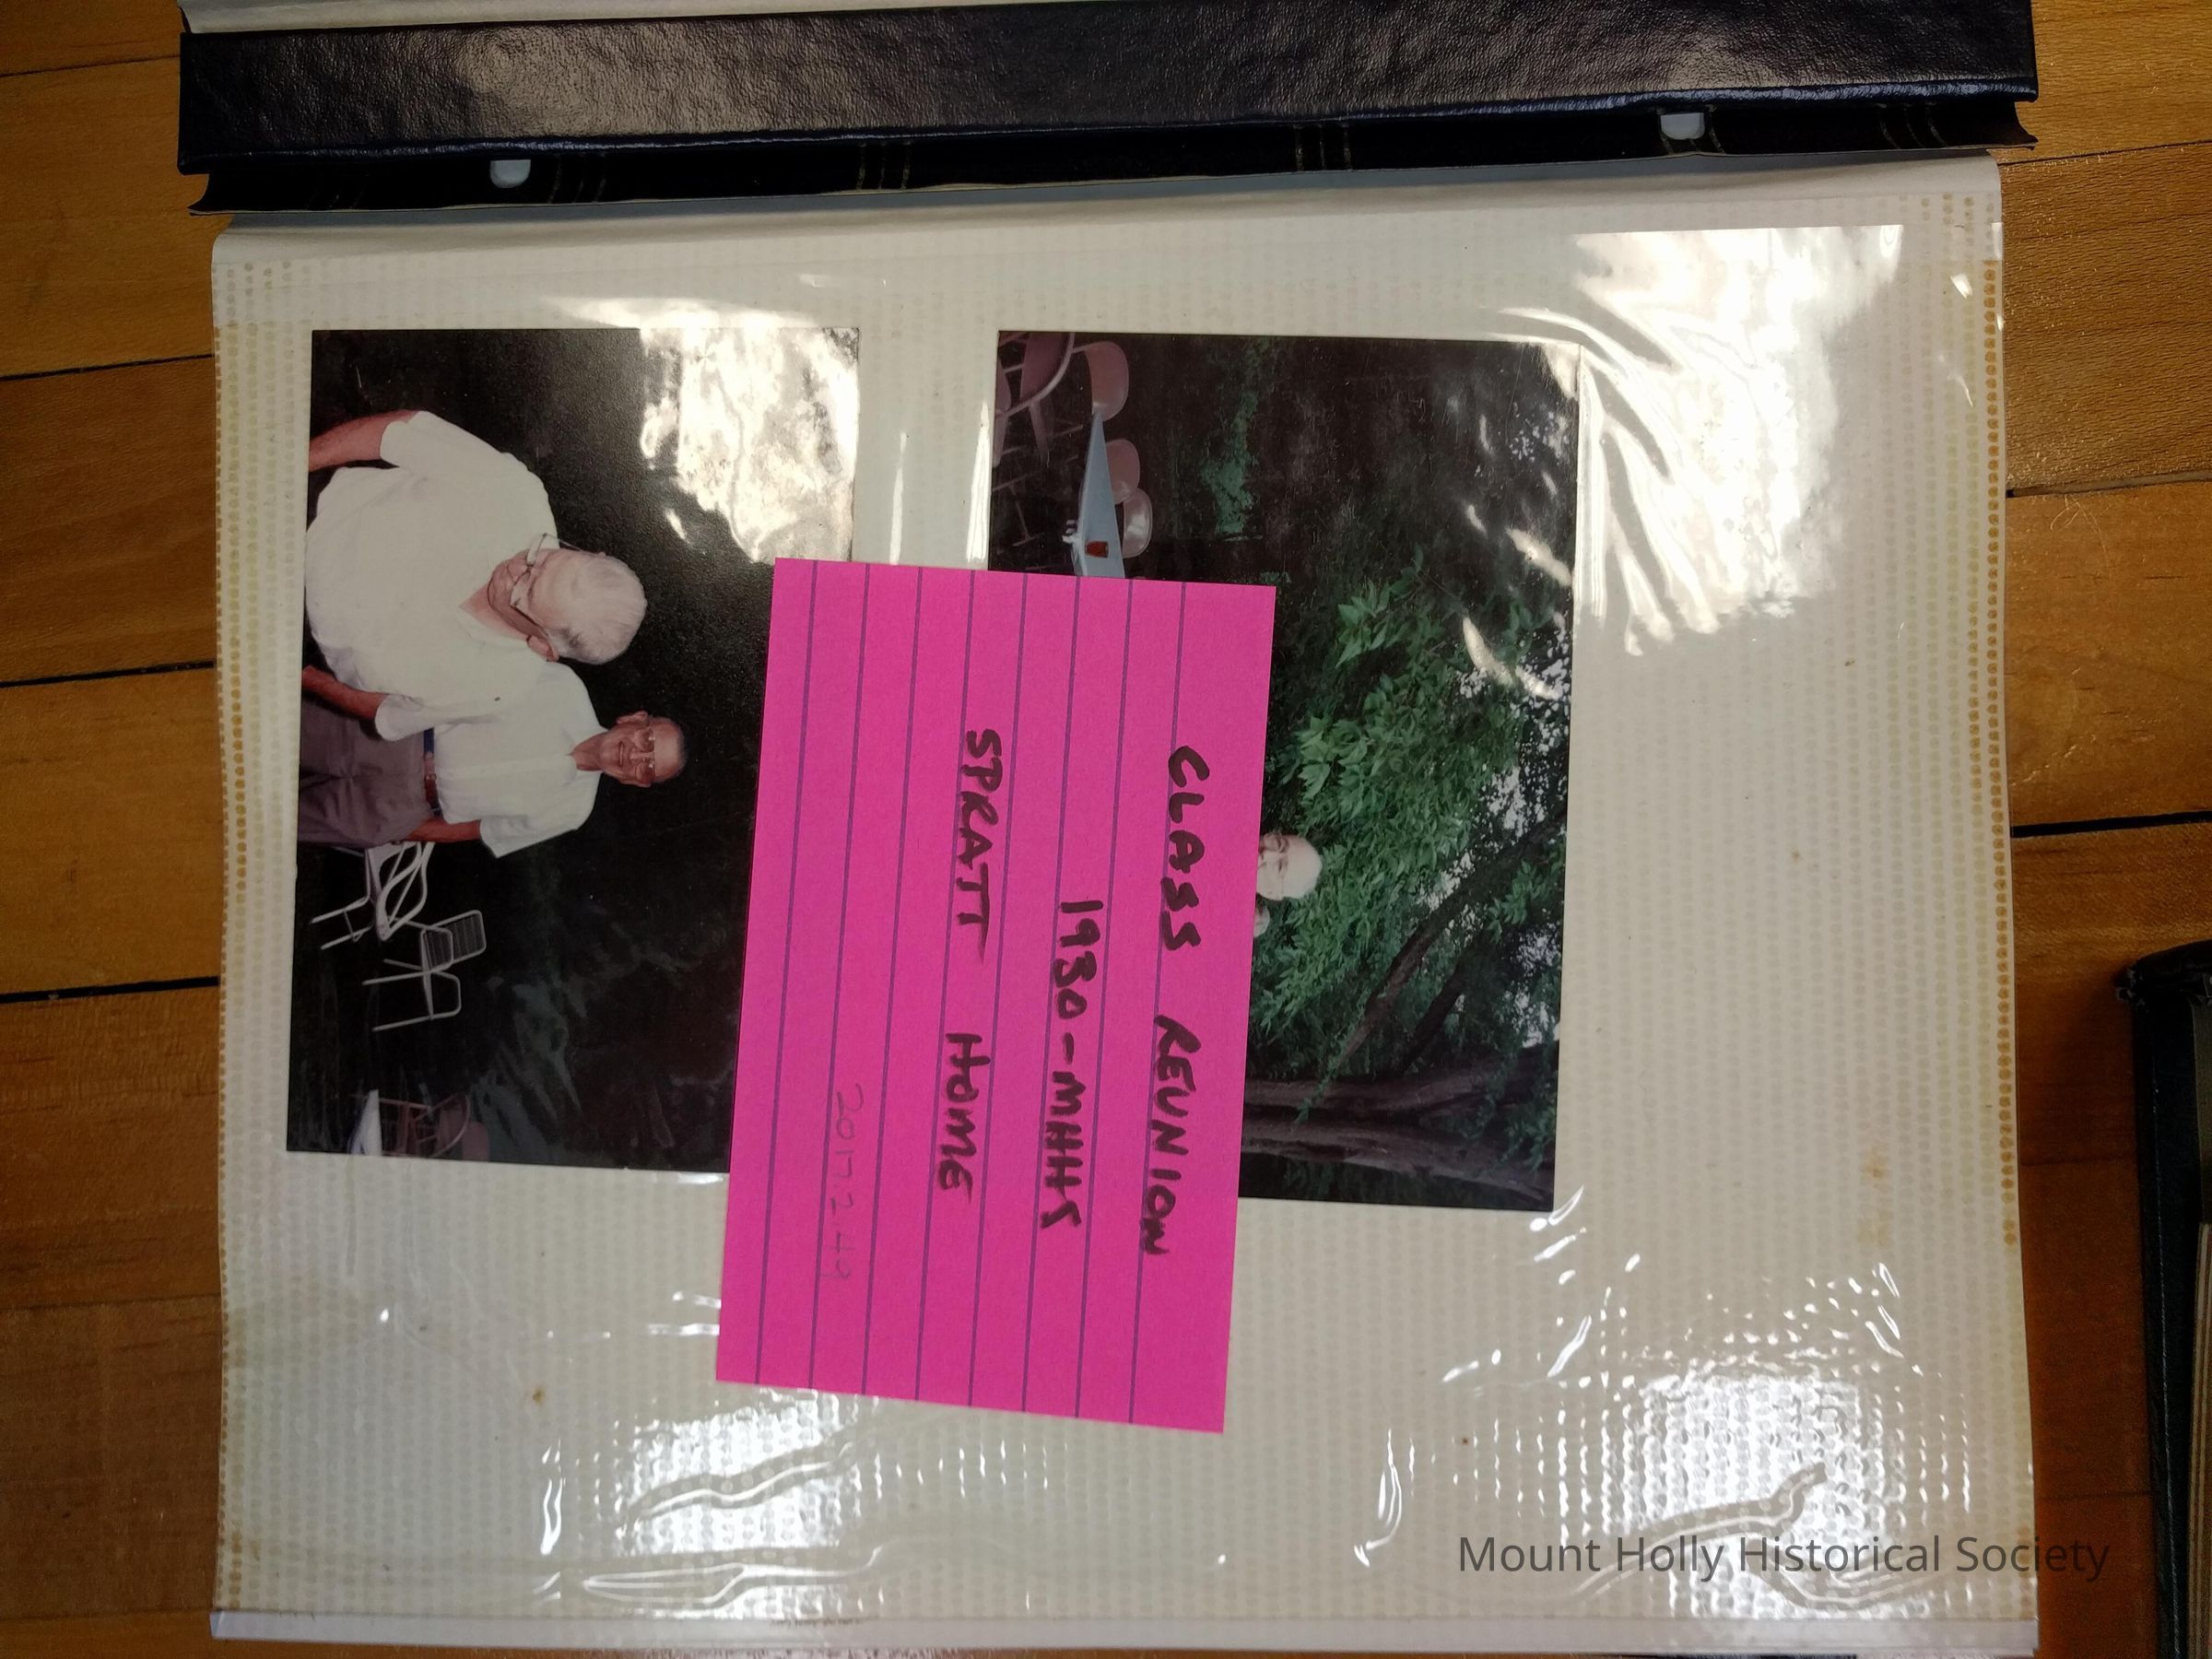 CLASS REUNION
1930-MHHS
SPRATT HOME
2017.2.49
Mount Holly Historical Society